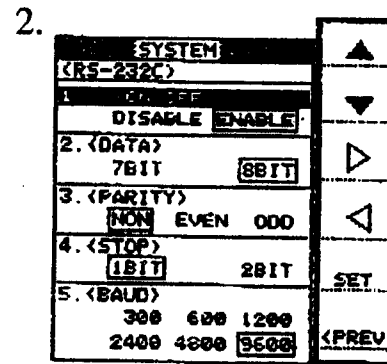 2.
SYSTEM
<RS-232C>
DISABLE ENABLE
2.<DATA>
7BIT 8BIT
3.<PARITY>
NON EVEN ODD
4.<STOP>
1BIT 2BIT
5.<BAUD>
300 600 1200
2400 4800 9600
SET
<PREV